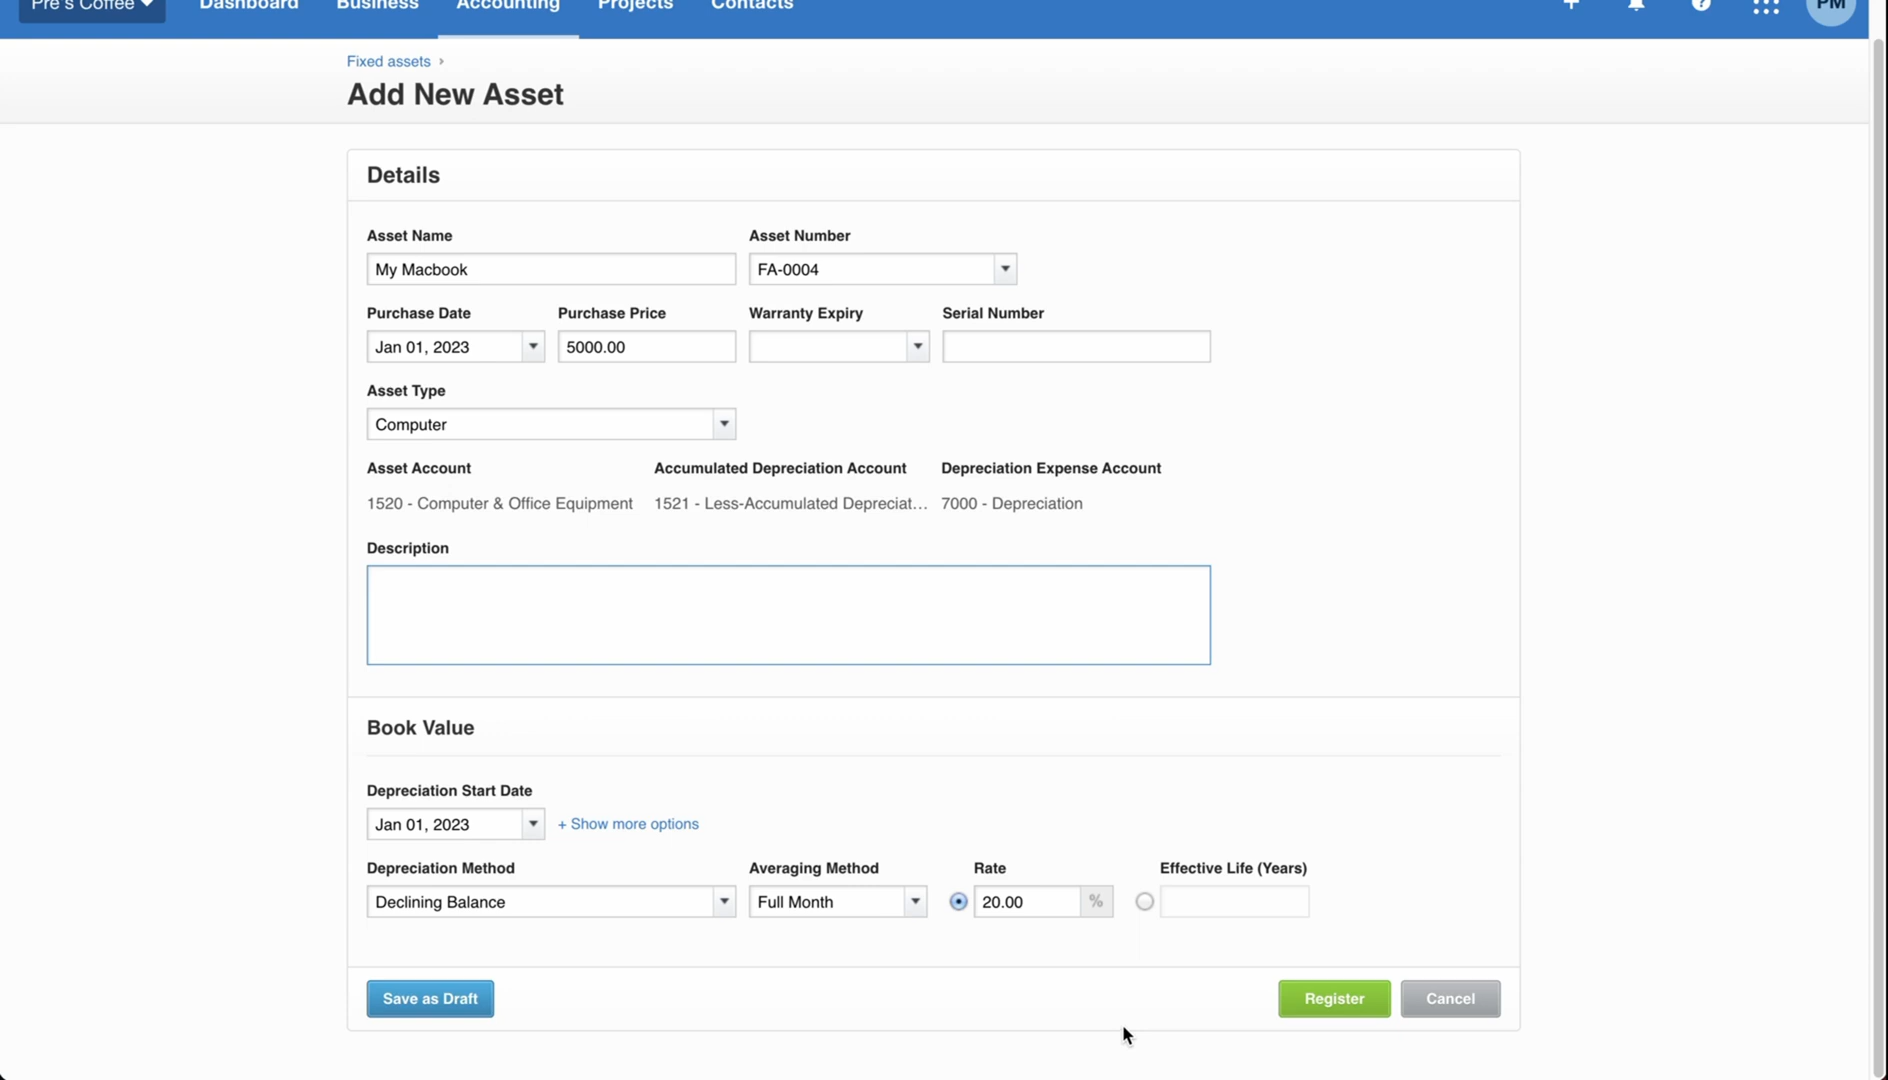 Pre's Coffee Dashboard Business Accounting Projects Contacts PM
Fixed assets ›
Add New Asset
Details
Asset Name Asset Number
My Macbook FA-0004
Purchase Date Purchase Price Warranty Expiry Serial Number
Jan 01, 2023 5000.00
Asset Type
Computer
Asset Account Accumulated Depreciation Account Depreciation Expense Account
1520 - Computer & Office Equipment 1521 - Less-Accumulated Depreciat... 7000 - Depreciation
Description
Book Value
Depreciation Start Date
Jan 01, 2023 + Show more options
Depreciation Method Averaging Method Rate Effective Life (Years)
Declining Balance Full Month 20.00 %
Save as Draft Register Cancel